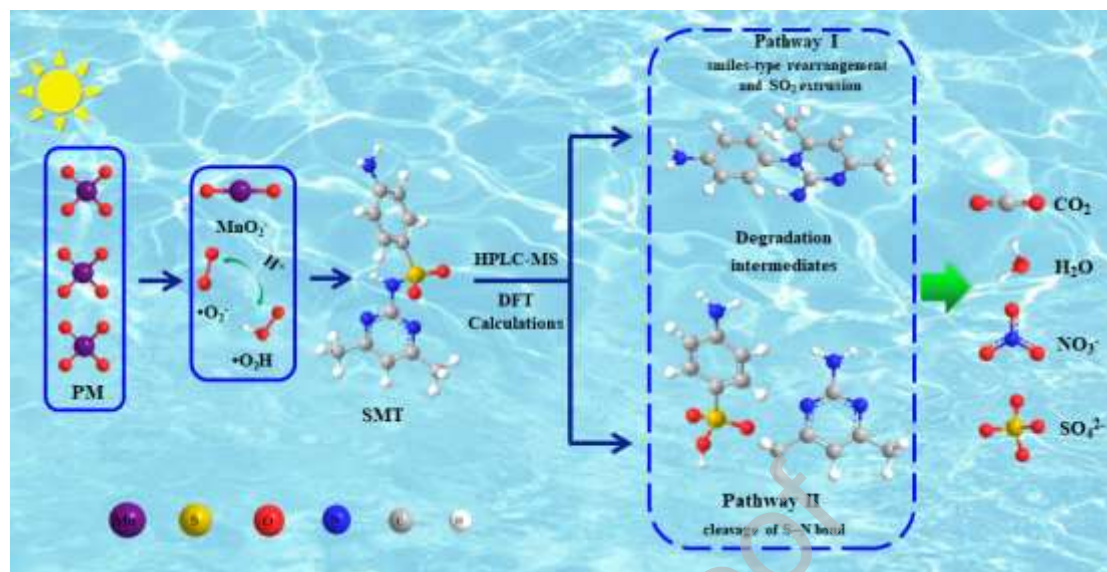 PM
MnO₂⁻
H⁺
•O₂⁻
•O₂H
SMT
HPLC-MS
DFT
Calculations
Pathway I
smiles-type rearrangement
and SO₂ extrusion
Degradation
intermediates
Pathway II
cleavage of S–N bond
CO₂
H₂O
NO₃⁻
SO₄²⁻
Mn
S
O
N
C
H